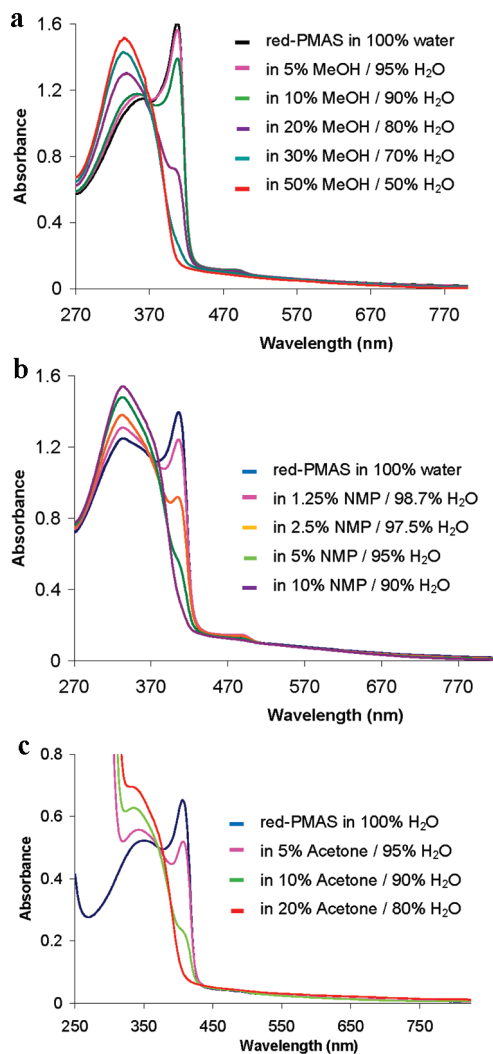 a
1.6
1.2
0.8
0.4
0
Absorbance
red-PMAS in 100% water
in 5% MeOH / 95% H₂O
in 10% MeOH / 90% H₂O
in 20% MeOH / 80% H₂O
in 30% MeOH / 70% H₂O
in 50% MeOH / 50% H₂O
270 370 470 570 670 770
Wavelength (nm)
b
1.6
1.2
0.8
0.4
0
Absorbance
red-PMAS in 100% water
in 1.25% NMP / 98.7% H₂O
in 2.5% NMP / 97.5% H₂O
in 5% NMP / 95% H₂O
in 10% NMP / 90% H₂O
270 370 470 570 670 770
Wavelength (nm)
c
0.8
0.6
0.4
0.2
0
Absorbance
red-PMAS in 100% H₂O
in 5% Acetone / 95% H₂O
in 10% Acetone / 90% H₂O
in 20% Acetone / 80% H₂O
250 350 450 550 650 750
Wavelength (nm)